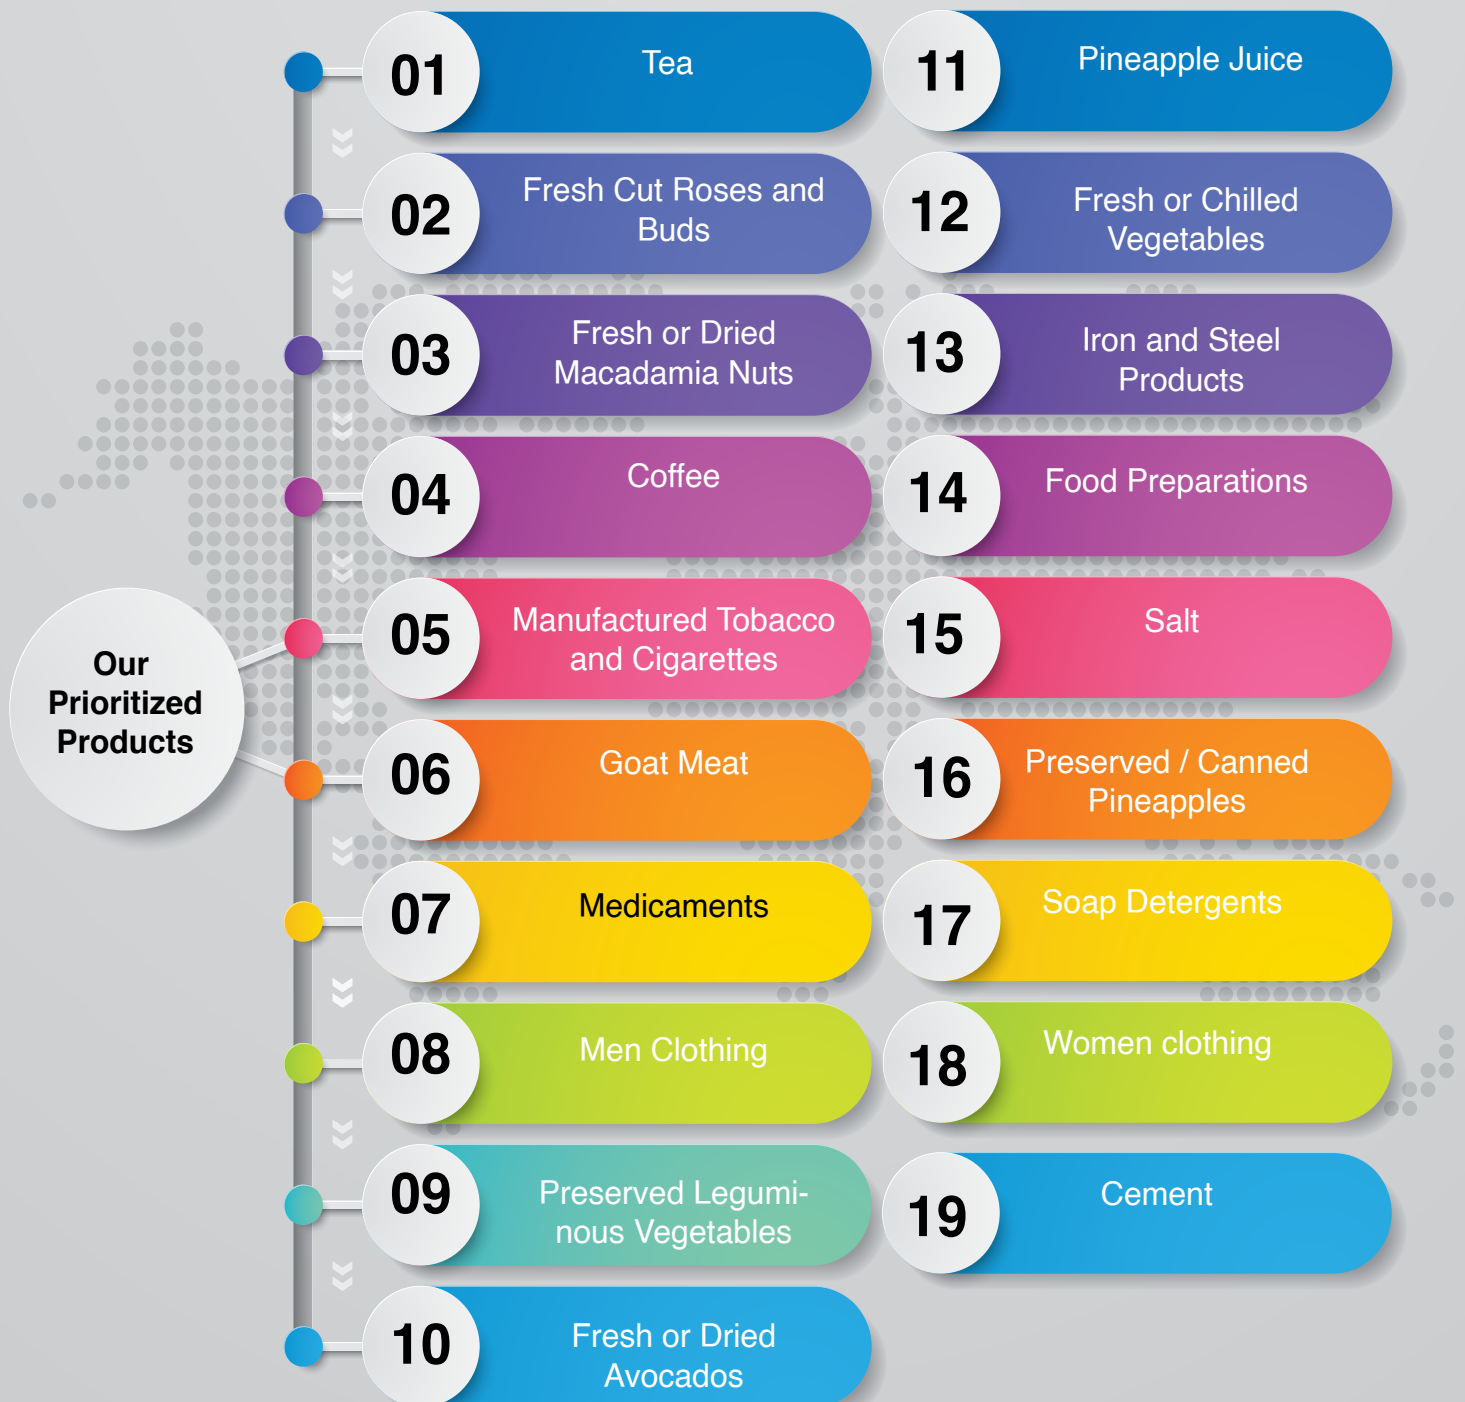 Our
Prioritized
Products
01
Tea
02
Fresh Cut Roses and
Buds
03
Fresh or Dried
Macadamia Nuts
04
Coffee
05
Manufactured Tobacco
and Cigarettes
06
Goat Meat
07
Medicaments
08
Men Clothing
09
Preserved Legumi-
nous Vegetables
10
Fresh or Dried
Avocados
11
Pineapple Juice
12
Fresh or Chilled
Vegetables
13
Iron and Steel
Products
14
Food Preparations
15
Salt
16
Preserved / Canned
Pineapples
17
Soap Detergents
18
Women clothing
19
Cement